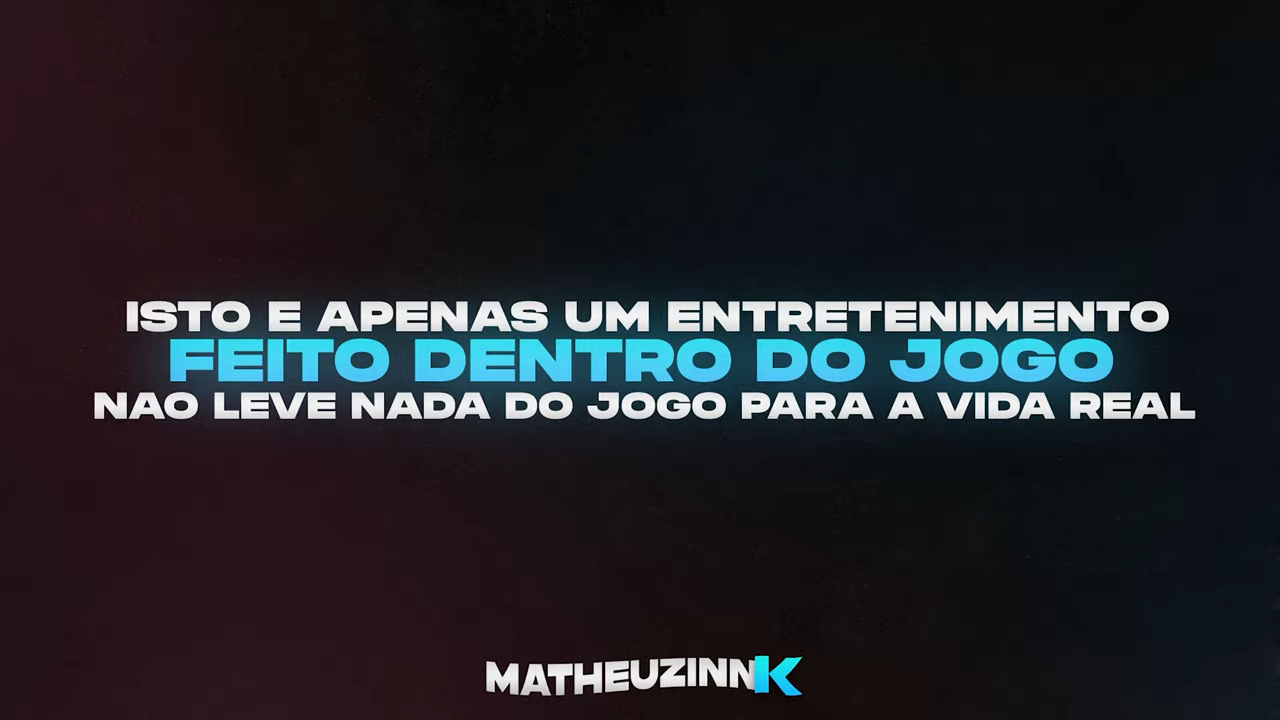 ISTO E APENAS UM ENTRETENIMENTO
FEITO DENTRO DO JOGO
NAO LEVE NADA DO JOGO PARA A VIDA REAL
MATHEUZINNK